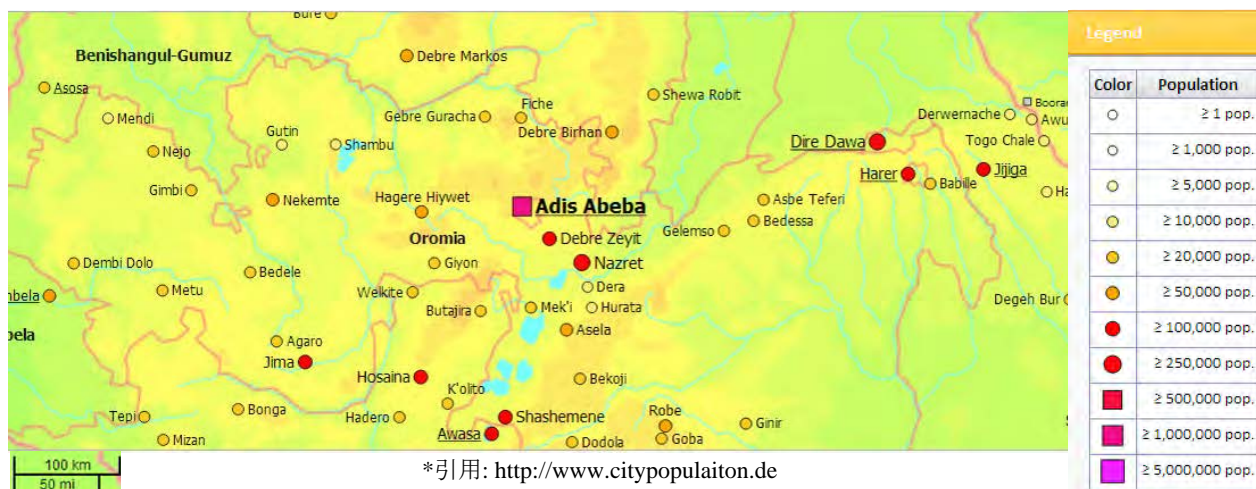 Bure
Benishangul-Gumuz
Debre Markos
Asosa
Mendi
Gebre Guracha
Fiche
Shewa Robit
Debre Birhan
Derwernache
Awu
Gutin
Shambu
Nejo
Dire Dawa
Togo Chale
Harer
Jijiga
Babille
Gimbi
Nekemte
Hagere Hiywet
Adis Abeba
Asbe Teferi
Bedessa
Oromia
Debre Zeyit
Gelemso
Dembi Dolo
Bedele
Giyon
Nazret
Metu
Welkite
Dera
Degeh Bur
mbela
Butajira
Mek'i
Hurata
Asela
bela
Agaro
Jima
Hosaina
Bekoji
K'olito
Tepi
Bonga
Hadero
Shashemene
Robe
Ginir
Awasa
Mizan
Dodola
Goba
100 km
50 mi
*引用: http://www.citypopulaiton.de
Legend
Color Population
≥ 1 pop.
≥ 1,000 pop.
≥ 5,000 pop.
≥ 10,000 pop.
≥ 20,000 pop.
≥ 50,000 pop.
≥ 100,000 pop.
≥ 250,000 pop.
≥ 500,000 pop.
≥ 1,000,000 pop.
≥ 5,000,000 pop.